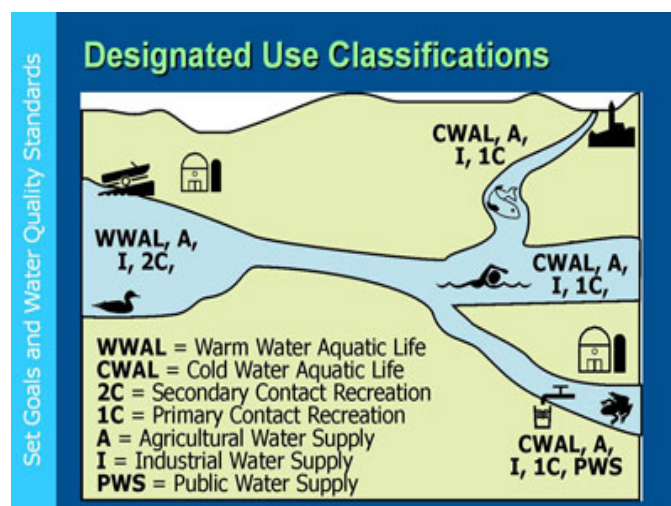 Set Goals and Water Quality Standards
Designated Use Classifications
CWAL, A,
I, 1C
WWAL, A,
I, 2C,
CWAL, A,
I, 1C,
WWAL = Warm Water Aquatic Life
CWAL = Cold Water Aquatic Life
2C = Secondary Contact Recreation
1C = Primary Contact Recreation
A = Agricultural Water Supply
I = Industrial Water Supply
PWS = Public Water Supply
CWAL, A,
I, 1C, PWS